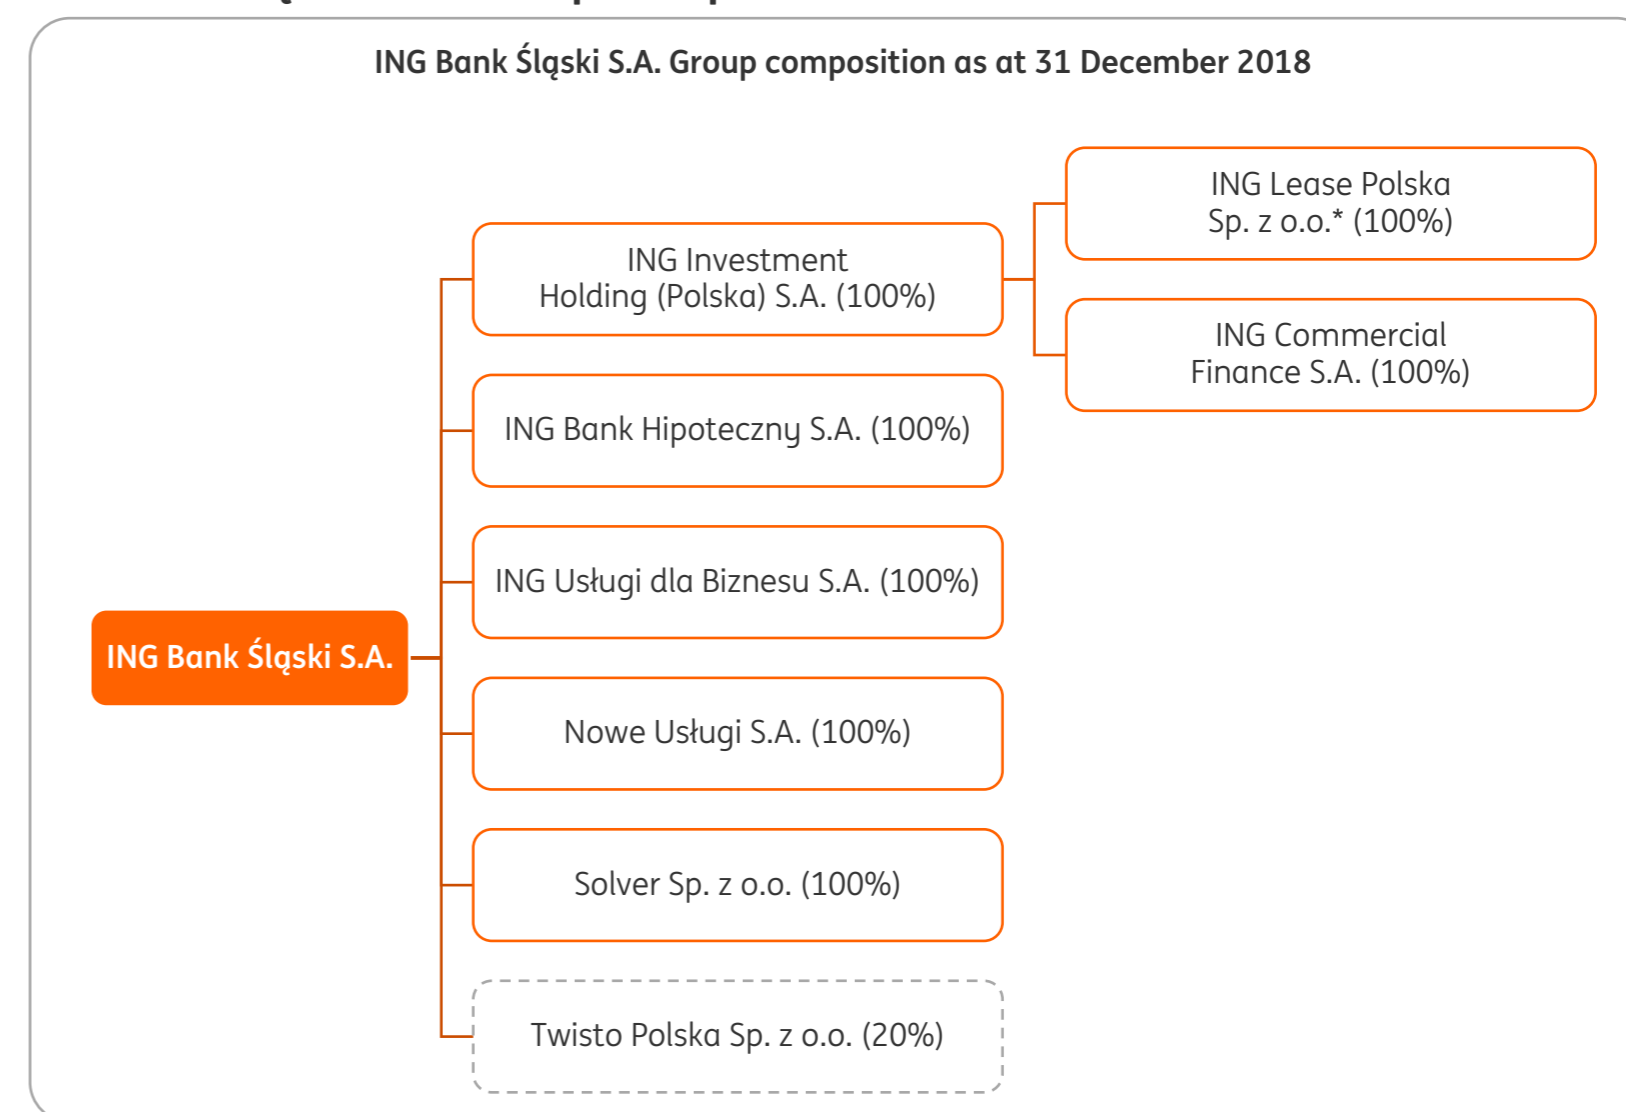 ING Bank Śląski S.A. Group composition as at 31 December 2018
ING Lease Polska
Sp. z o.o.* (100%)
ING Investment
Holding (Polska) S.A. (100%)
ING Commercial
Finance S.A. (100%)
ING Bank Hipoteczny S.A. (100%)
ING Usługi dla Biznesu S.A. (100%)
ING Bank Śląski S.A.
Nowe Usługi S.A. (100%)
Solver Sp. z o.o. (100%)
Twisto Polska Sp. z o.o. (20%)